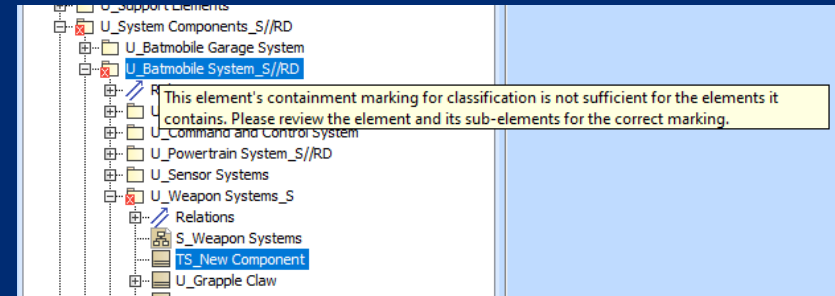 U_Support Elements
U_System Components_S//RD
U_Batmobile Garage System
U_Batmobile System_S//RD
R
This element's containment marking for classification is not sufficient for the elements it
contains. Please review the element and its sub-elements for the correct marking.
U
U_Command and Control System
U_Powertrain System_S//RD
U_Sensor Systems
U_Weapon Systems_S
Relations
S_Weapon Systems
TS_New Component
U_Grapple Claw